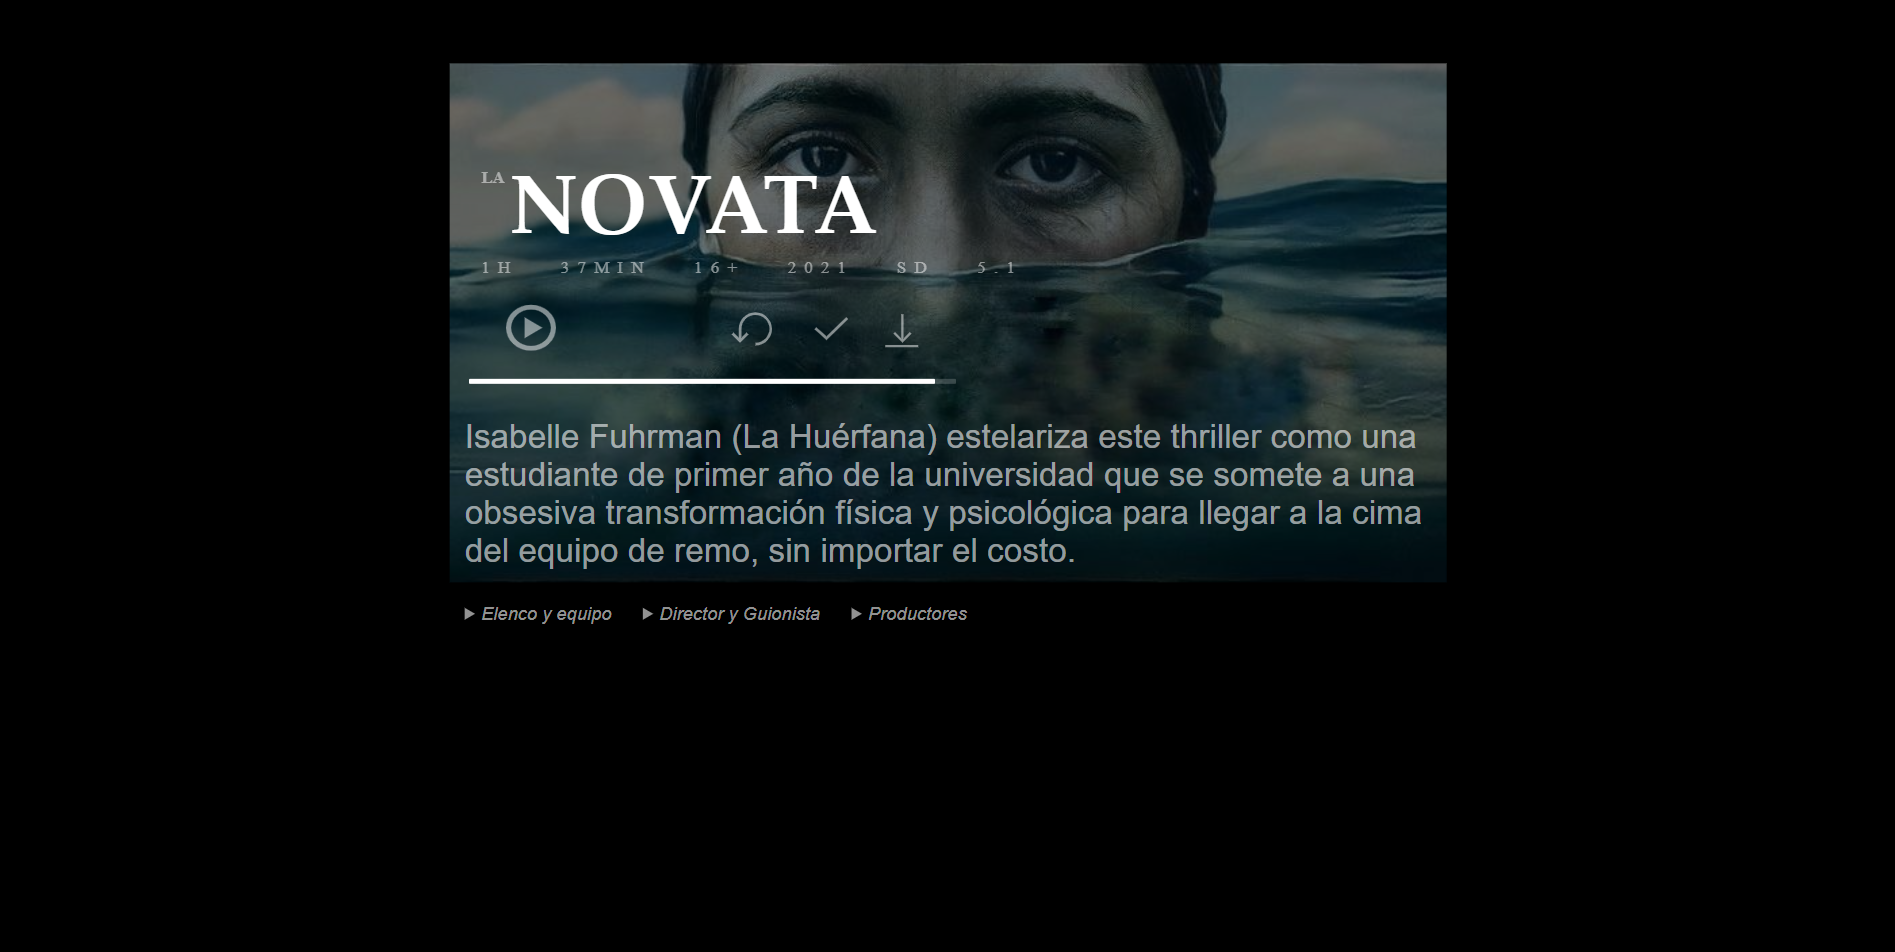 LA NOVATA
1H 37MIN 16+ 2021 SD 5.1
Isabelle Fuhrman (La Huérfana) estelariza este thriller como una
estudiante de primer año de la universidad que se somete a una
obsesiva transformación física y psicológica para llegar a la cima
del equipo de remo, sin importar el costo.
Elenco y equipo Director y Guionista Productores